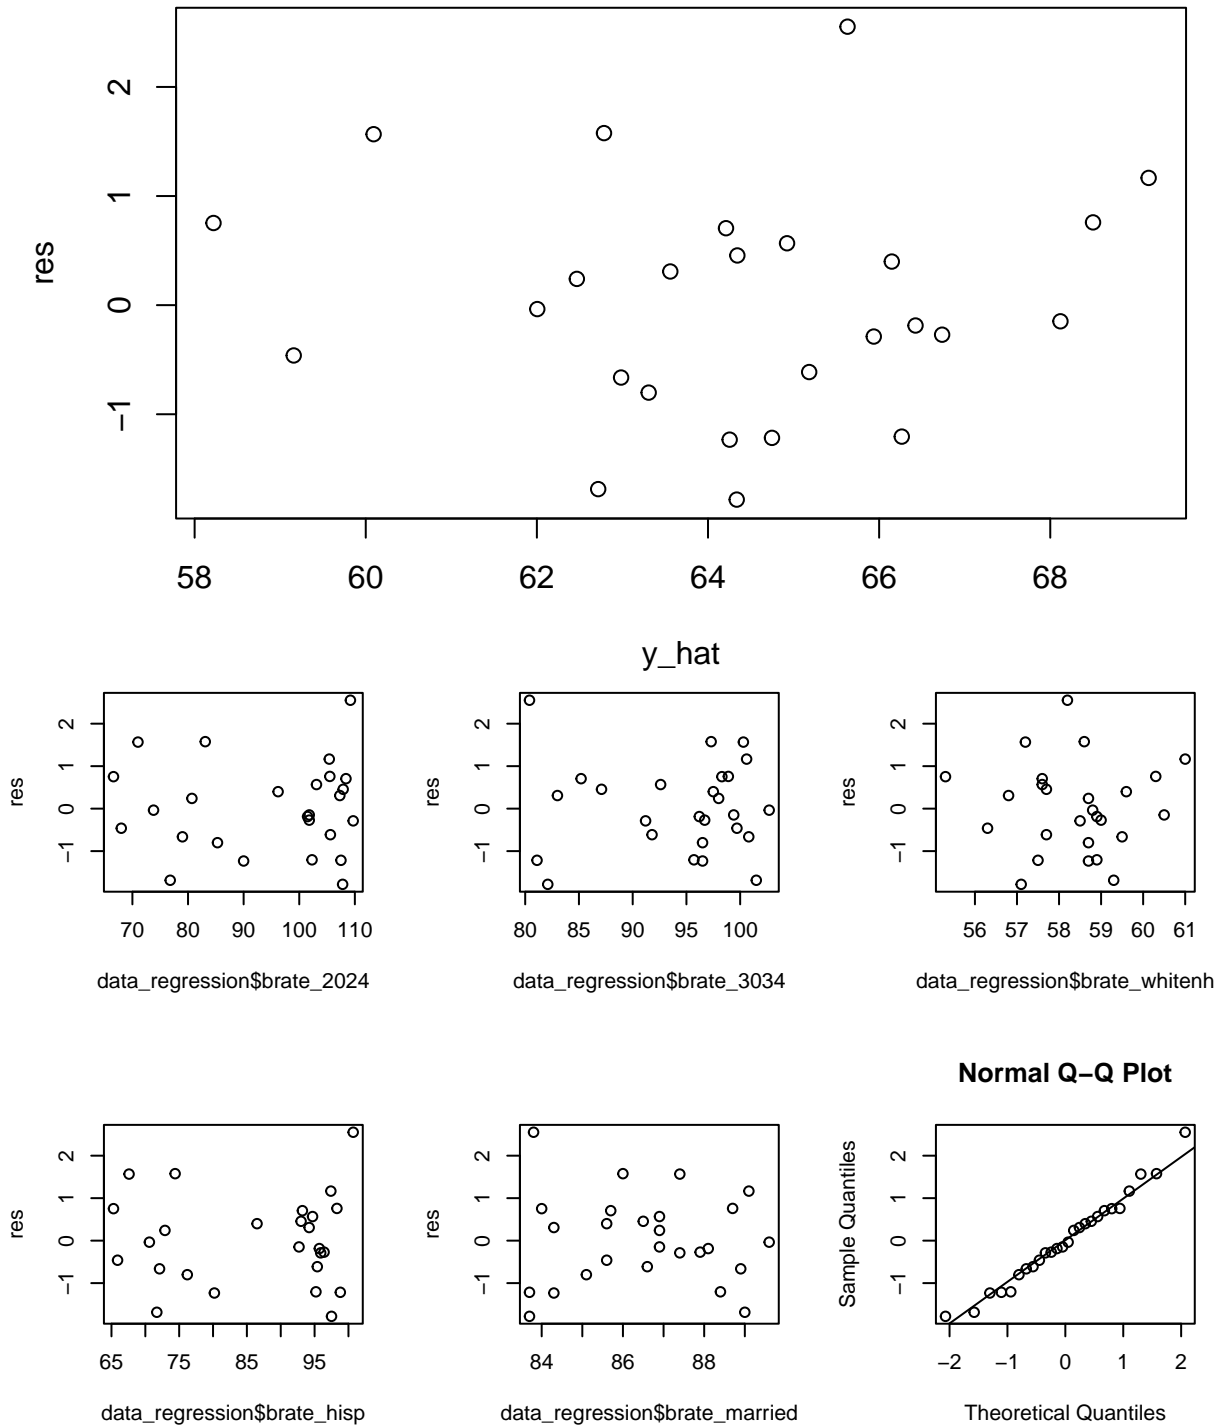 2
1
0
−1
res
58 60 62 64 66 68
y_hat
2
1
0
−1
res
70 80 90 100 110
data_regression$brate_2024
2
1
0
−1
res
80 85 90 95 100
data_regression$brate_3034
2
1
0
−1
res
56 57 58 59 60 61
data_regression$brate_whitenh
2
1
0
−1
res
65 75 85 95
data_regression$brate_hisp
2
1
0
−1
res
84 86 88
data_regression$brate_married
Normal Q−Q Plot
2
1
0
−1
Sample Quantiles
−2 −1 0 1 2
Theoretical Quantiles